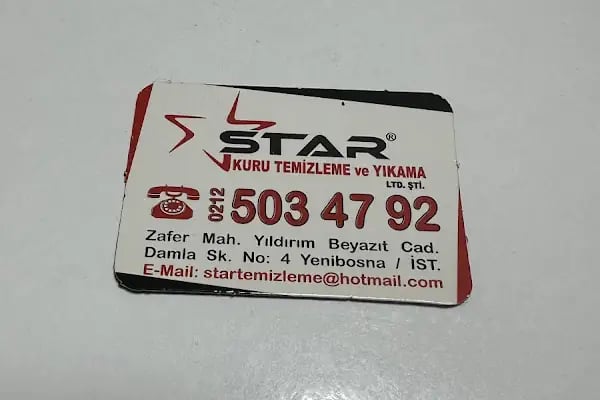 STAR®
KURU TEMİZLEME ve YIKAMA
LTD. ŞTİ.
0212 503 47 92
Zafer Mah. Yıldırım Beyazıt Cad.
Damla Sk. No: 4 Yenibosna / İST.
E-Mail: startemizleme@hotmail.com